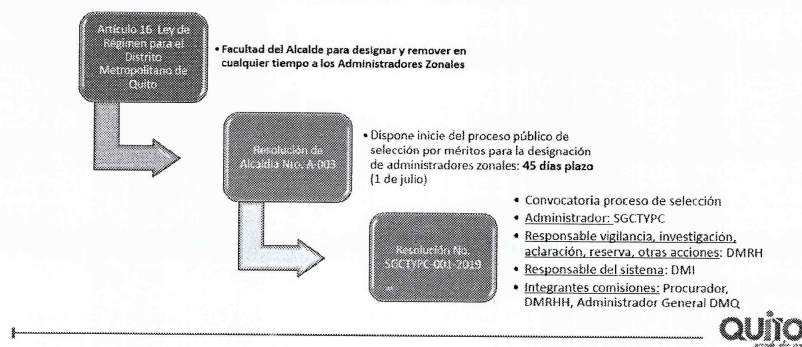 Artículo 16 Ley de
Régimen para el
Distrito
Metropolitano de
Quito
• Facultad del Alcalde para designar y remover en
cualquier tiempo a los Administradores Zonales
Resolución de
Alcaldía Nro. A-003
• Dispone inicie del proceso público de
selección por méritos para la designación
de administradores zonales: 45 días plazo
(1 de julio)
Resolución No.
SGCTYPC-001-2019
• Convocatoria proceso de selección
• Administrador: SGCTYPC
• Responsable vigilancia, investigación,
aclaración, reserva, otras acciones: DMRH
• Responsable del sistema: DMI
• Integrantes comisiones: Procurador,
DMRHH, Administrador General DMQ
QUITO